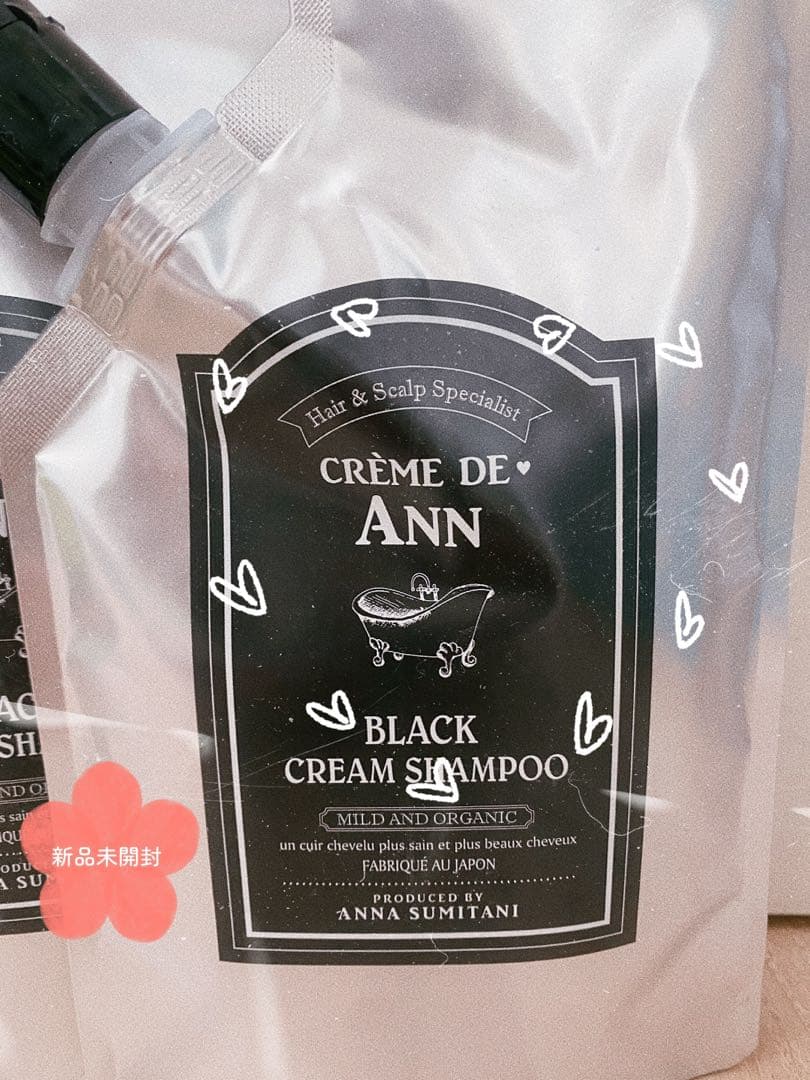 Hair & Scalp Specialist
CRÈME DE♥
ANN
BLACK
CREAM SHAMPOO
MILD AND ORGANIC
un cuir chevelu plus sain et plus beaux cheveux
FABRIQUÉ AU JAPON
PRODUCED BY
ANNA SUMITANI
新品未開封